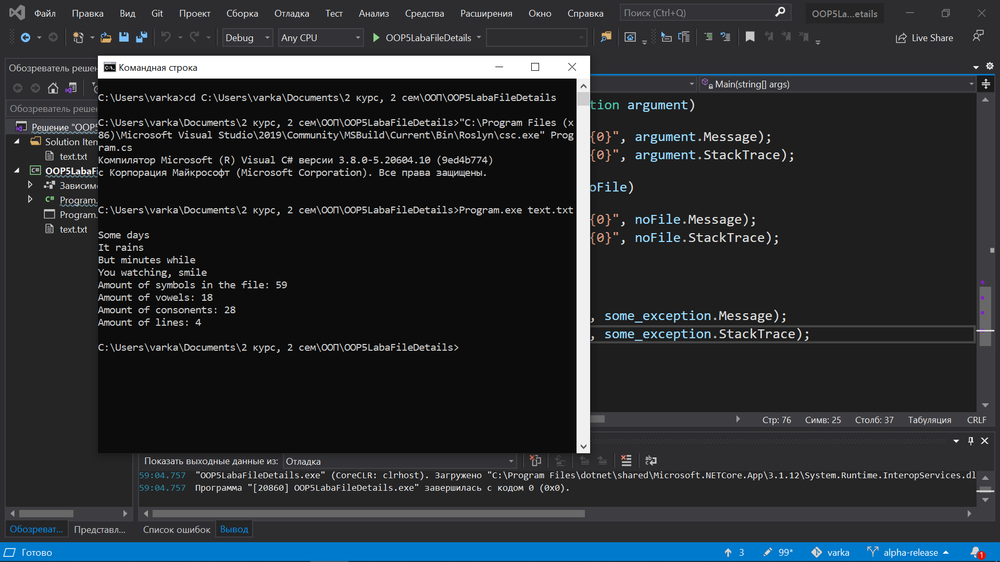 Файл Правка Вид Git Проект Сборка Отладка Тест Анализ Средства Расширения Окно Справка Поиск (Ctrl+Q) OOP5La...etails
Debug Any CPU OOP5LabaFileDetails Live Share
Обозреватель решен
Обозреватель решен
Решение "OOP5
Solution Iten
text.txt
C# OOP5LabaFi
Зависим
C# Program.
Program.
text.txt
Командная строка
C:\Users\varka>cd C:\Users\varka\Documents\2 курс, 2 сем\ООП\OOP5LabaFileDetails
C:\Users\varka\Documents\2 курс, 2 сем\ООП\OOP5LabaFileDetails>"C:\Program Files (x
86)\Microsoft Visual Studio\2019\Community\MSBuild\Current\Bin\Roslyn\csc.exe" Prog
ram.cs
Компилятор Microsoft (R) Visual C# версии 3.8.0-5.20604.10 (9ed4b774)
c Корпорация Майкрософт (Microsoft Corporation). Все права защищены.
C:\Users\varka\Documents\2 курс, 2 сем\ООП\OOP5LabaFileDetails>Program.exe text.txt
Some days
It rains
But minutes while
You watching, smile
Amount of symbols in the file: 59
Amount of vowels: 18
Amount of consonents: 28
Amount of lines: 4
C:\Users\varka\Documents\2 курс, 2 сем\ООП\OOP5LabaFileDetails>
Main(string[] args)
tion argument)
{0}", argument.Message);
{0}", argument.StackTrace);
oFile)
{0}", noFile.Message);
{0}", noFile.StackTrace);
, some_exception.Message);
, some_exception.StackTrace);
Стр: 76 Симв: 25 Столб: 37 Табуляция CRLF
Показать выходные данные из: Отладка
59:04.757 "OOP5LabaFileDetails.exe" (CoreCLR: clrhost). Загружено "C:\Program Files\dotnet\shared\Microsoft.NETCore.App\3.1.12\System.Runtime.InteropServices.dl
59:04.757 Программа "[20860] OOP5LabaFileDetails.exe" завершилась с кодом 0 (0x0).
Обозреват... Представл... Список ошибок Вывод
Готово 3 99* varka alpha-release 1